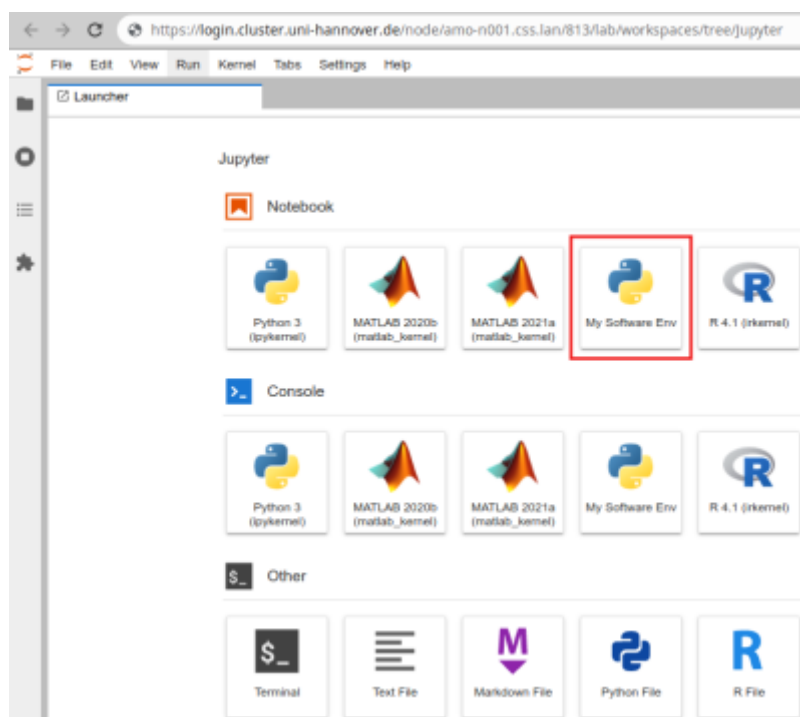 https://login.cluster.uni-hannover.de/node/amo-n001.css.lan/813/lab/workspaces/tree/Jupyter
File Edit View Run Kernel Tabs Settings Help
Launcher
Jupyter
Notebook
Python 3
(ipykernel)
MATLAB 2020b
(matlab_kernel)
MATLAB 2021a
(matlab_kernel)
My Software Env
R 4.1 (irkernel)
Console
Python 3
(ipykernel)
MATLAB 2020b
(matlab_kernel)
MATLAB 2021a
(matlab_kernel)
My Software Env
R 4.1 (irkernel)
$_ Other
$_
Terminal
Text File
M
Markdown File
Python File
R
R File